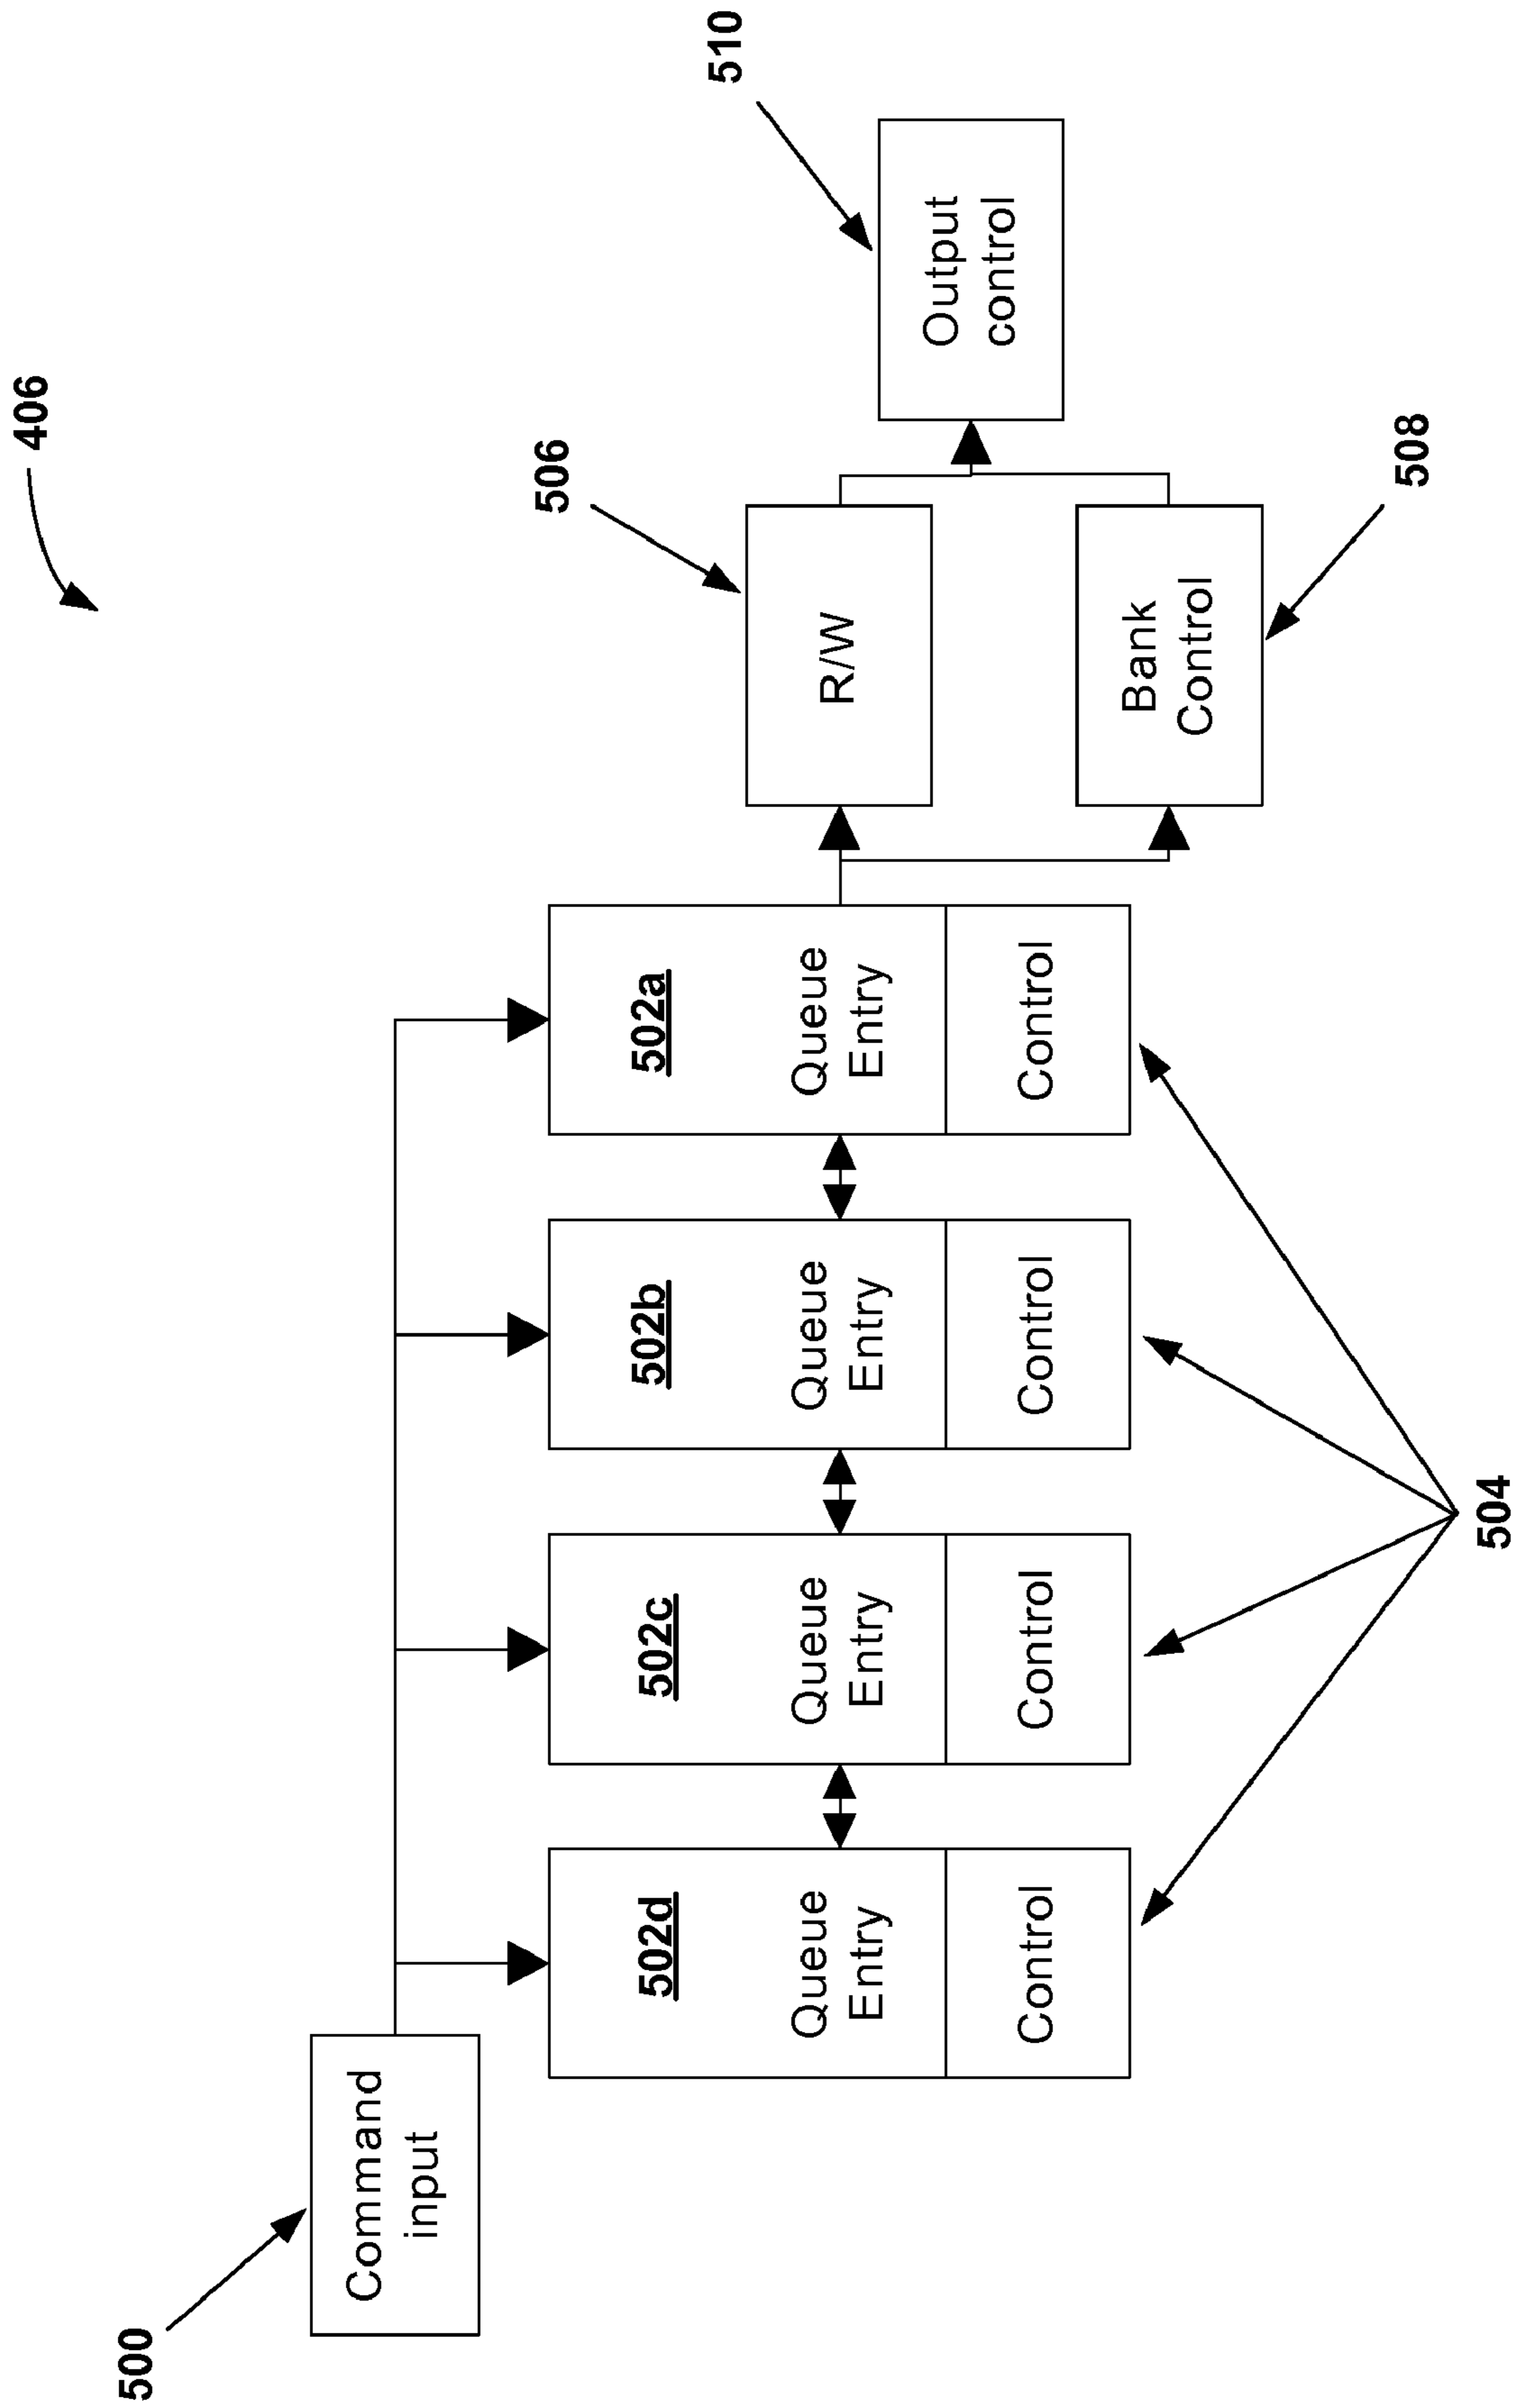 406
500
Command
input
502d
Queue
Entry
Control
502c
Queue
Entry
Control
502b
Queue
Entry
Control
502a
Queue
Entry
Control
504
506
R/W
Bank
Control
508
510
Output
control